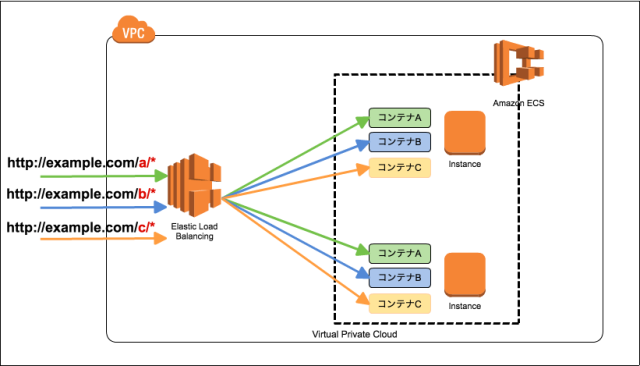 VPC
Amazon ECS
コンテナA
コンテナB
コンテナC
Instance
http://example.com/a/*
http://example.com/b/*
http://example.com/c/*
Elastic Load
Balancing
コンテナA
コンテナB
コンテナC
Instance
Virtual Private Cloud